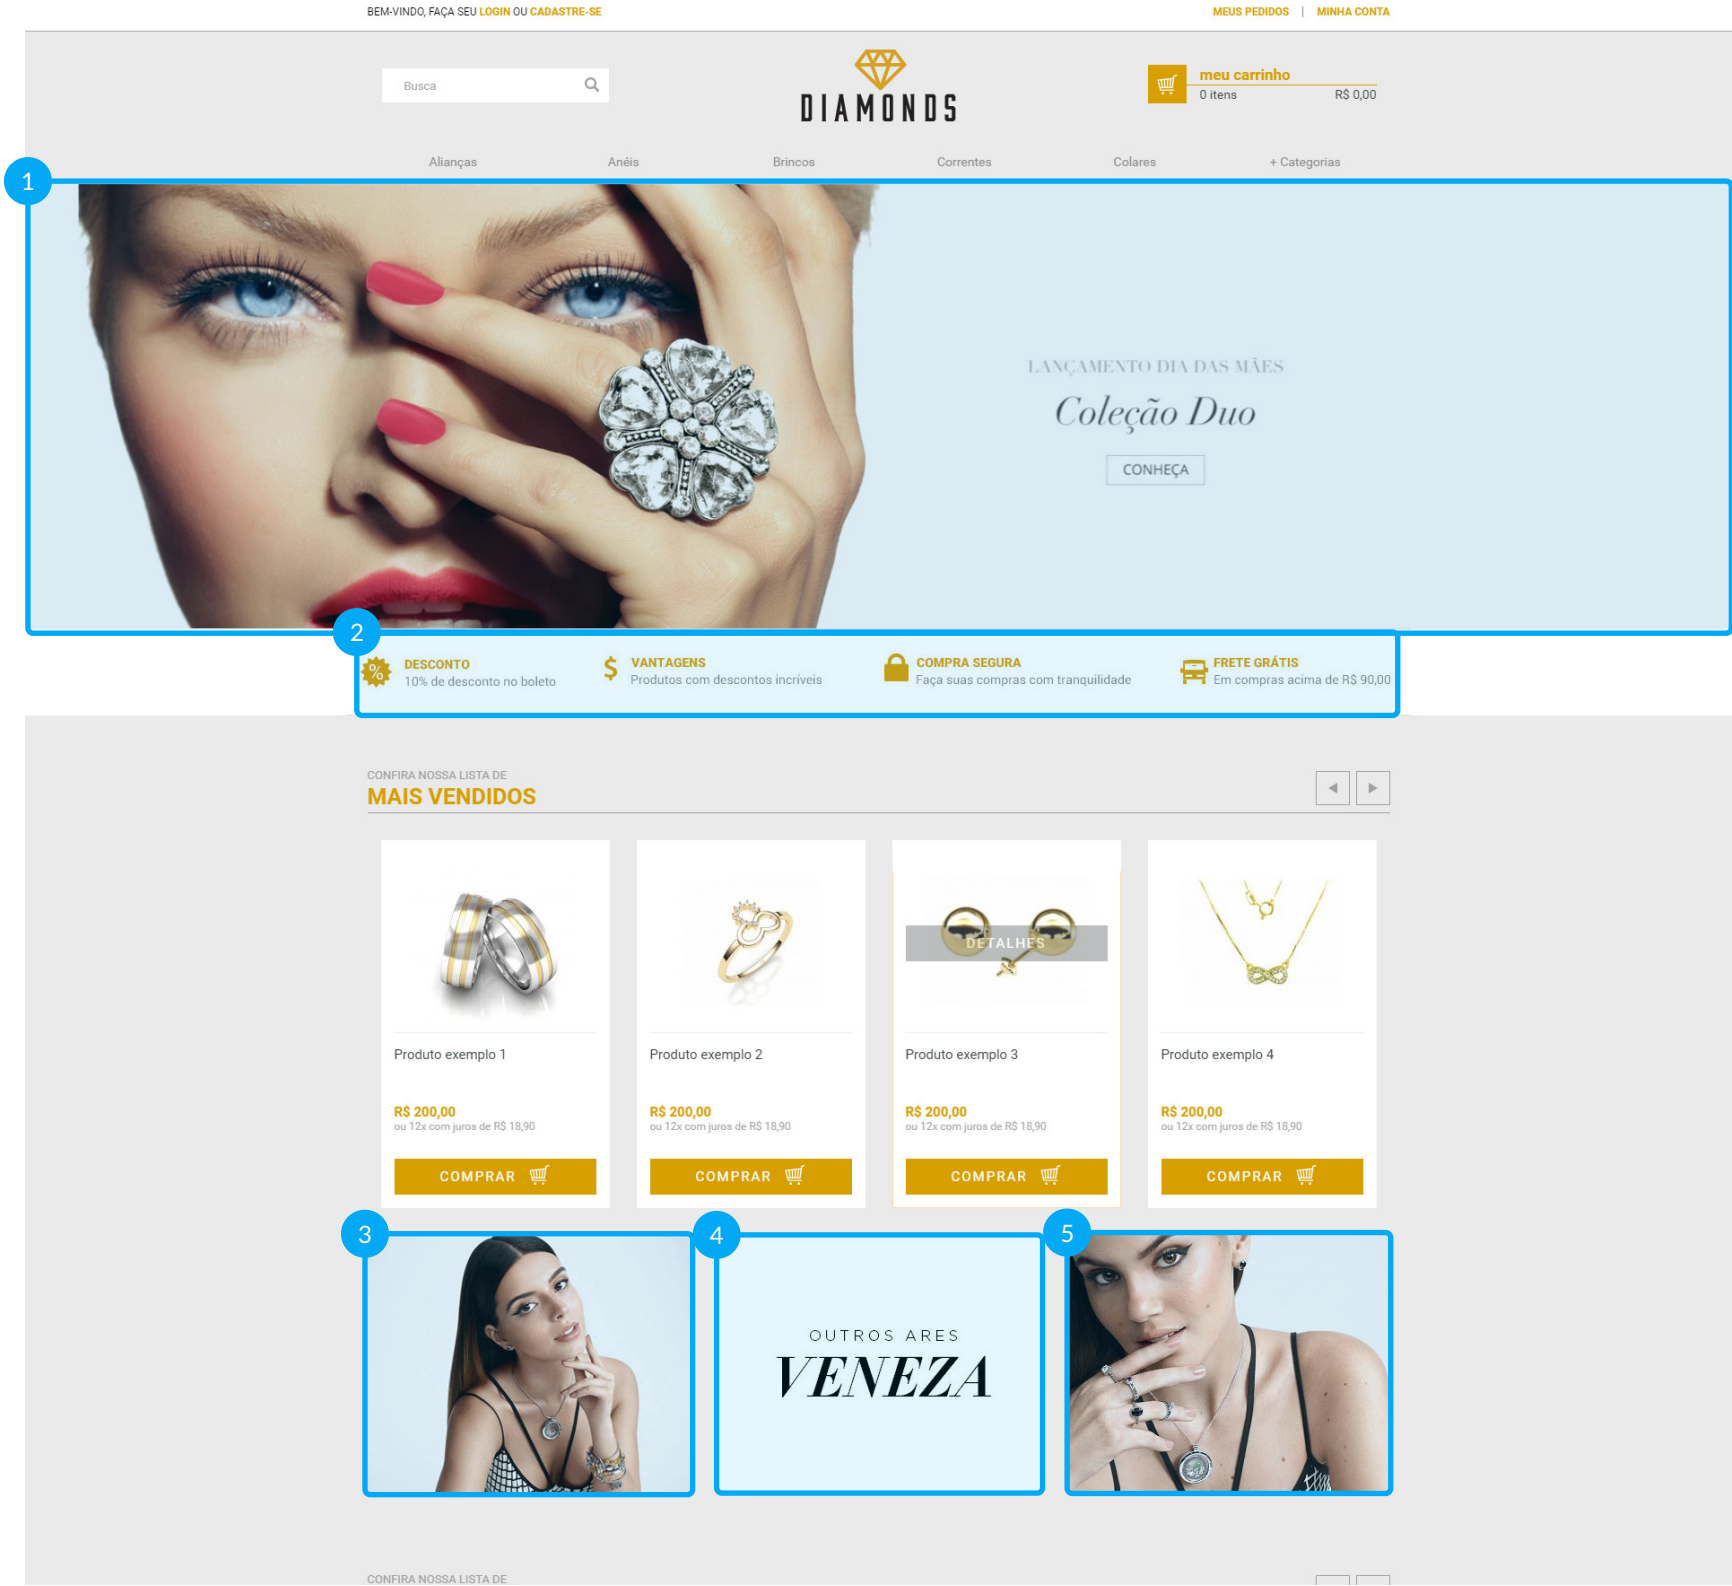 BEM-VINDO, FAÇA SEU LOGIN OU CADASTRE-SE
MEUS PEDIDOS | MINHA CONTA
Busca
DIAMONDS
meu carrinho
0 itens R$ 0,00
Alianças Anéis Brincos Correntes Colares + Categorias
1
LANÇAMENTO DIA DAS MÃES
Coleção Duo
CONHEÇA
2
%
DESCONTO
10% de desconto no boleto
$
VANTAGENS
Produtos com descontos incríveis
COMPRA SEGURA
Faça suas compras com tranquilidade
FRETE GRÁTIS
Em compras acima de R$ 90,00
CONFIRA NOSSA LISTA DE
MAIS VENDIDOS
Produto exemplo 1
R$ 200,00
ou 12x com juros de R$ 18,90
COMPRAR
Produto exemplo 2
R$ 200,00
ou 12x com juros de R$ 18,90
COMPRAR
DETALHES
Produto exemplo 3
R$ 200,00
ou 12x com juros de R$ 18,90
COMPRAR
Produto exemplo 4
R$ 200,00
ou 12x com juros de R$ 18,90
COMPRAR
3
4
OUTROS ARES
VENEZA
5
CONFIRA NOSSA LISTA DE